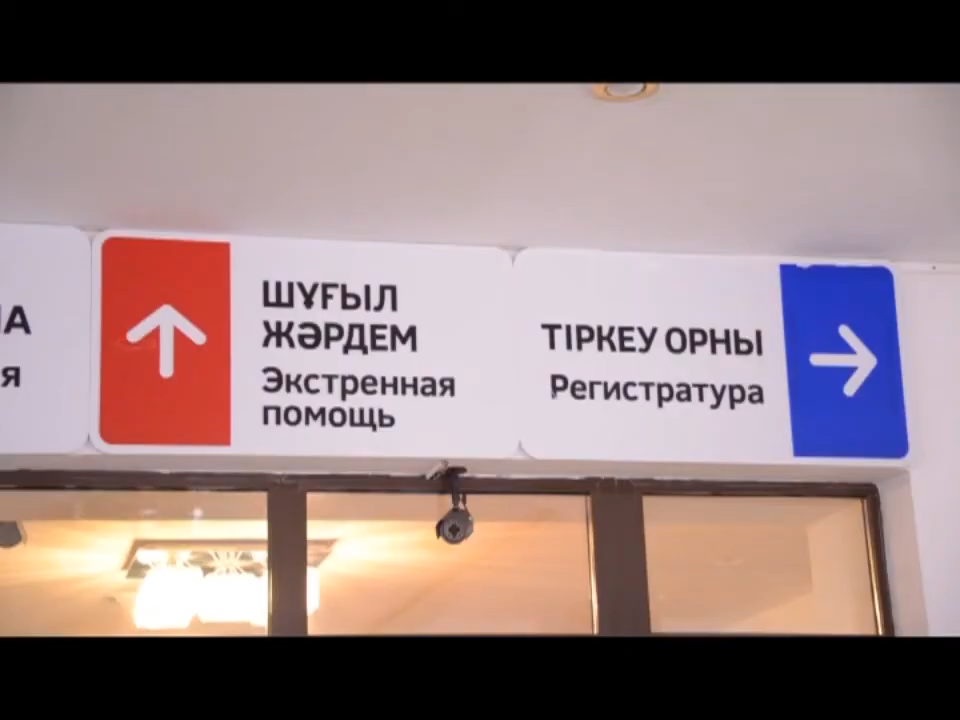 ШҰҒЫЛ
ЖӘРДЕМ
Экстренная
помощь
ТІРКЕУ ОРНЫ
Регистратура